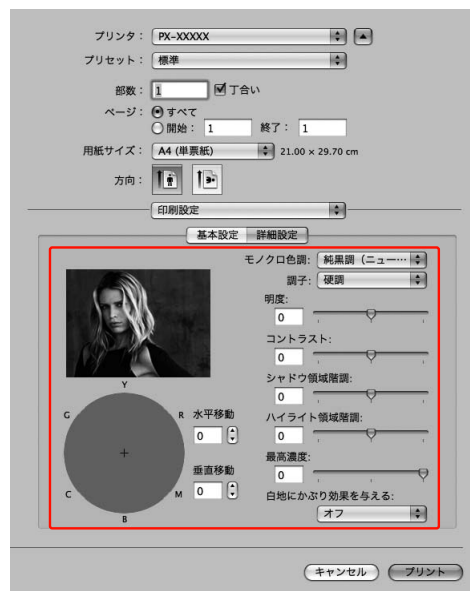 プリンタ： PX-XXXXX
プリセット： 標準
部数： 1 丁合い
ページ： すべて
開始： 1 終了： 1
用紙サイズ： A4 (単票紙) 21.00 × 29.70 cm
方向：
印刷設定
基本設定 詳細設定
モノクロ色調： 純黒調（ニュー…
調子： 硬調
明度：
0
コントラスト：
0
シャドウ領域階調：
0
ハイライト領域階調：
0
最高濃度：
0
白地にかぶり効果を与える：
オフ
Y
G R
C M
B
水平移動
0
垂直移動
0
キャンセル プリント